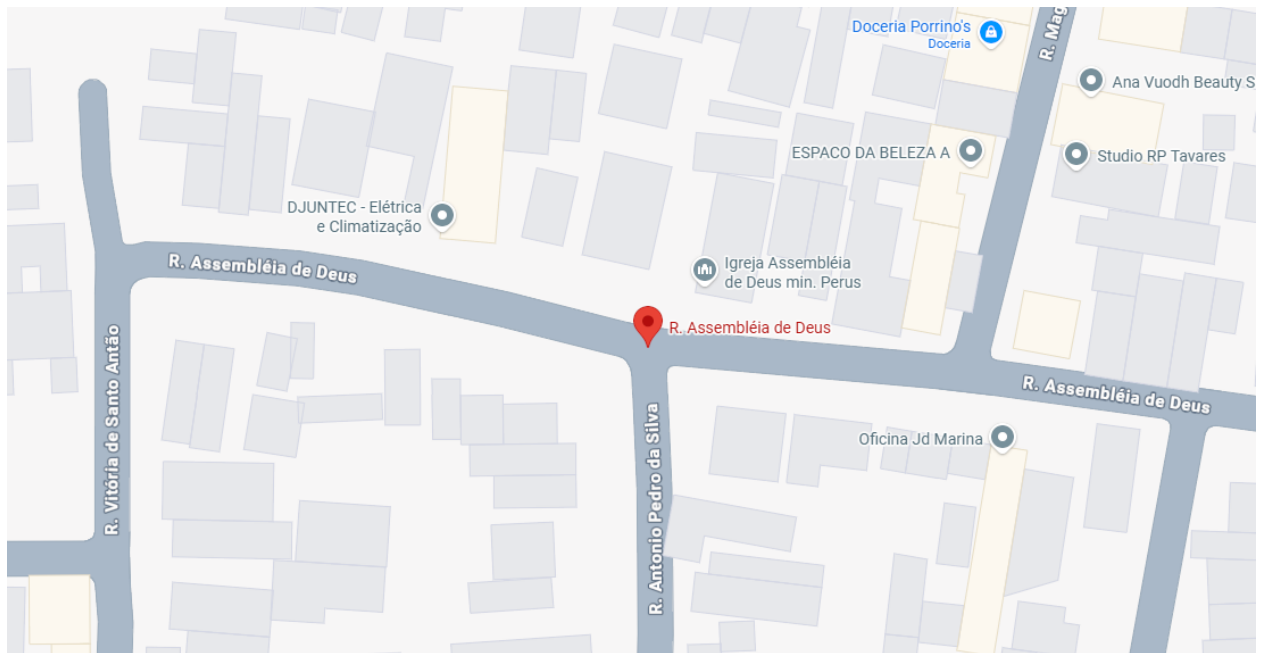 Doceria Porrino's
Doceria
R. Mag
Ana Vuodh Beauty S
ESPACO DA BELEZA A
Studio RP Tavares
DJUNTEC - Elétrica
e Climatização
R. Assembléia de Deus
Igreja Assembléia
de Deus min. Perus
R. Assembléia de Deus
R. Vitória de Santo Antão
R. Assembléia de Deus
R. Antonio Pedro da Silva
Oficina Jd Marina